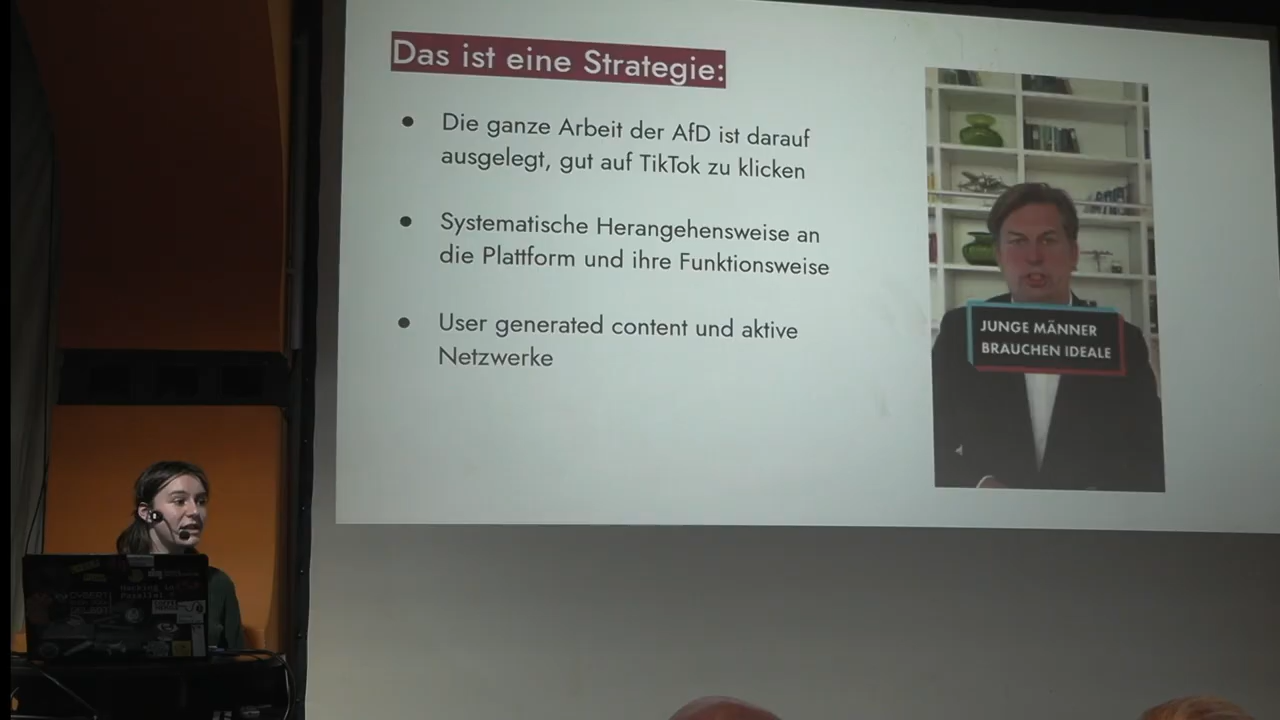 Das ist eine Strategie:
Die ganze Arbeit der AfD ist darauf
ausgelegt, gut auf TikTok zu klicken
Systematische Herangehensweise an
die Plattform und ihre Funktionsweise
User generated content und aktive
Netzwerke
JUNGE MÄNNER
BRAUCHEN IDEALE